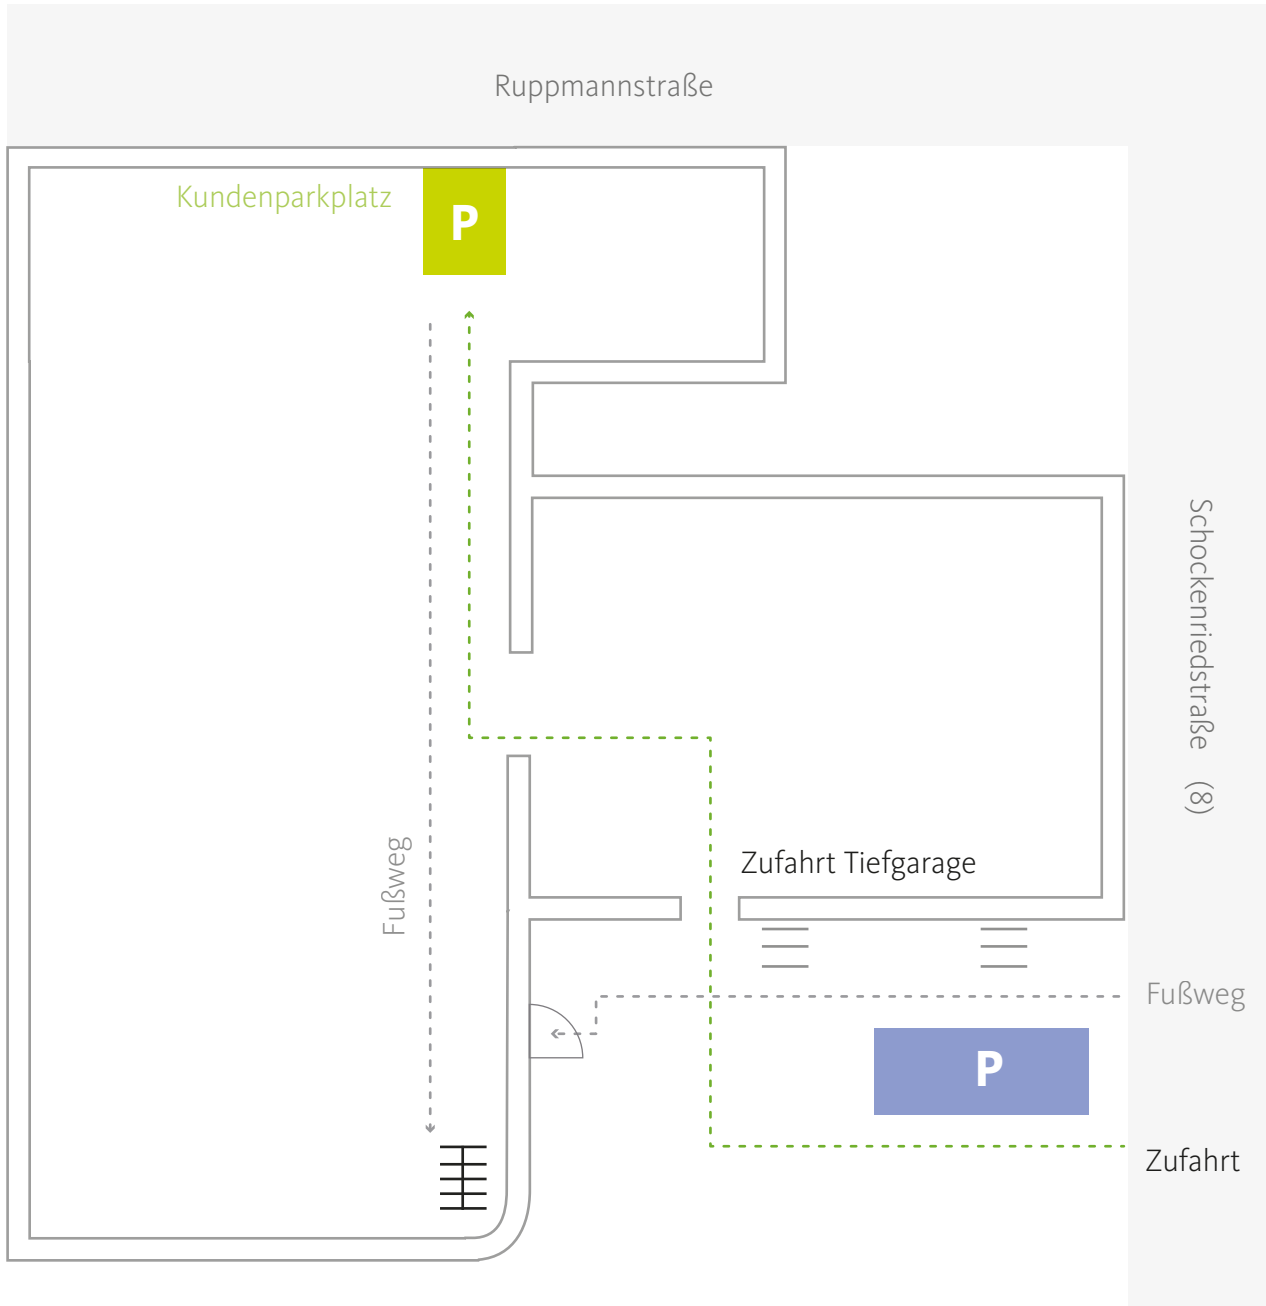 Ruppmannstraße
Kundenparkplatz
P
Schockenriedstraße (8)
Fußweg
Zufahrt Tiefgarage
Fußweg
P
Zufahrt